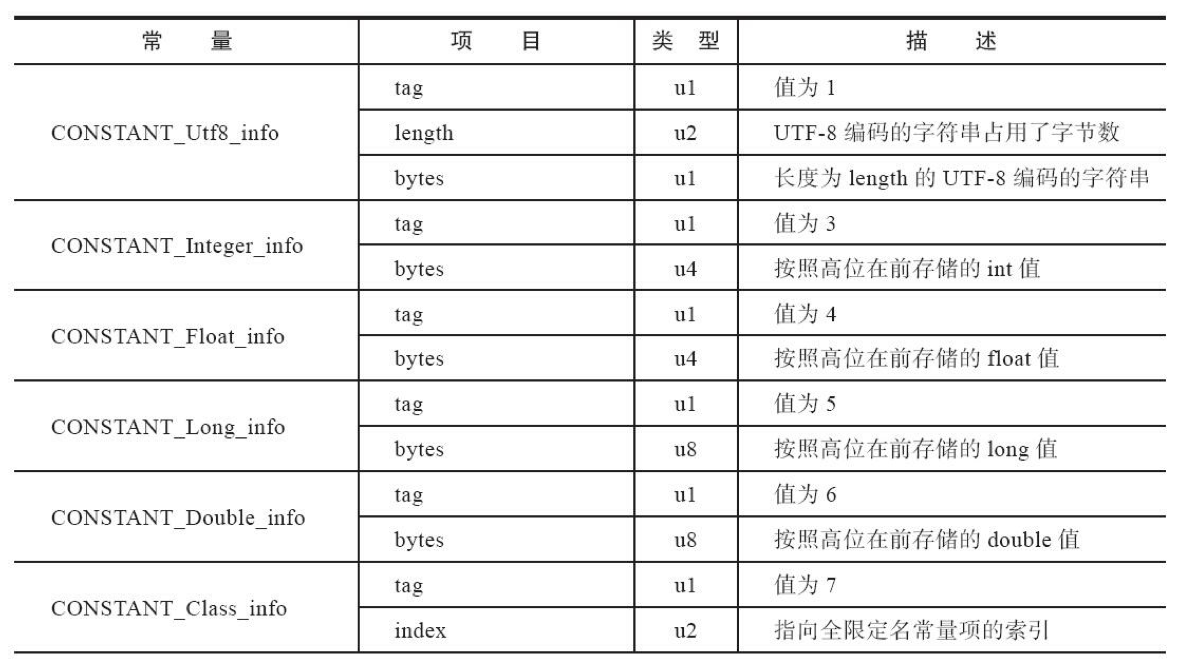 常 量 项 目 类 型 描 述
CONSTANT_Utf8_info
tag u1 值为 1
length u2 UTF-8 编码的字符串占用了字节数
bytes u1 长度为 length 的 UTF-8 编码的字符串
CONSTANT_Integer_info
tag u1 值为 3
bytes u4 按照高位在前存储的 int 值
CONSTANT_Float_info
tag u1 值为 4
bytes u4 按照高位在前存储的 float 值
CONSTANT_Long_info
tag u1 值为 5
bytes u8 按照高位在前存储的 long 值
CONSTANT_Double_info
tag u1 值为 6
bytes u8 按照高位在前存储的 double 值
CONSTANT_Class_info
tag u1 值为 7
index u2 指向全限定名常量项的索引